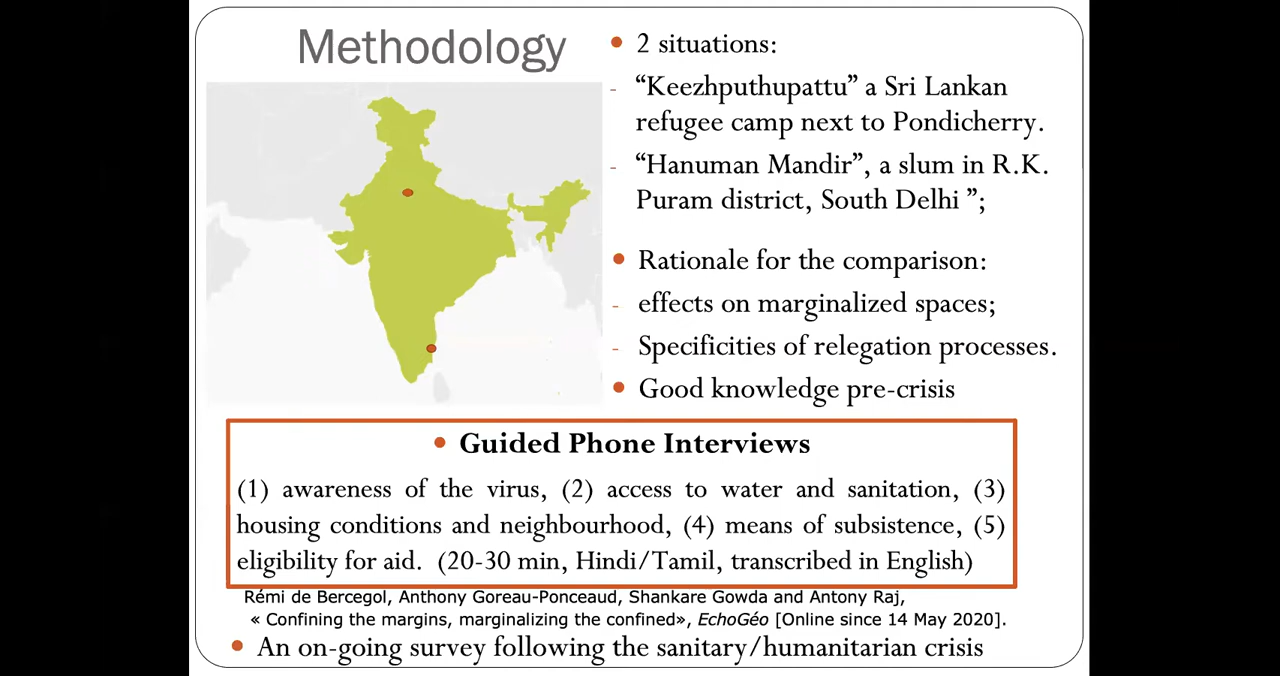 Methodology
• 2 situations:
- “Keezhputhupattu” a Sri Lankan
refugee camp next to Pondicherry.
- “Hanuman Mandir”, a slum in R.K.
Puram district, South Delhi ”;
• Rationale for the comparison:
- effects on marginalized spaces;
- Specificities of relegation processes.
• Good knowledge pre-crisis
• Guided Phone Interviews
(1) awareness of the virus, (2) access to water and sanitation, (3)
housing conditions and neighbourhood, (4) means of subsistence, (5)
eligibility for aid. (20-30 min, Hindi/Tamil, transcribed in English)
Rémi de Bercegol, Anthony Goreau-Ponceaud, Shankare Gowda and Antony Raj,
« Confining the margins, marginalizing the confined», EchoGéo [Online since 14 May 2020].
• An on-going survey following the sanitary/humanitarian crisis